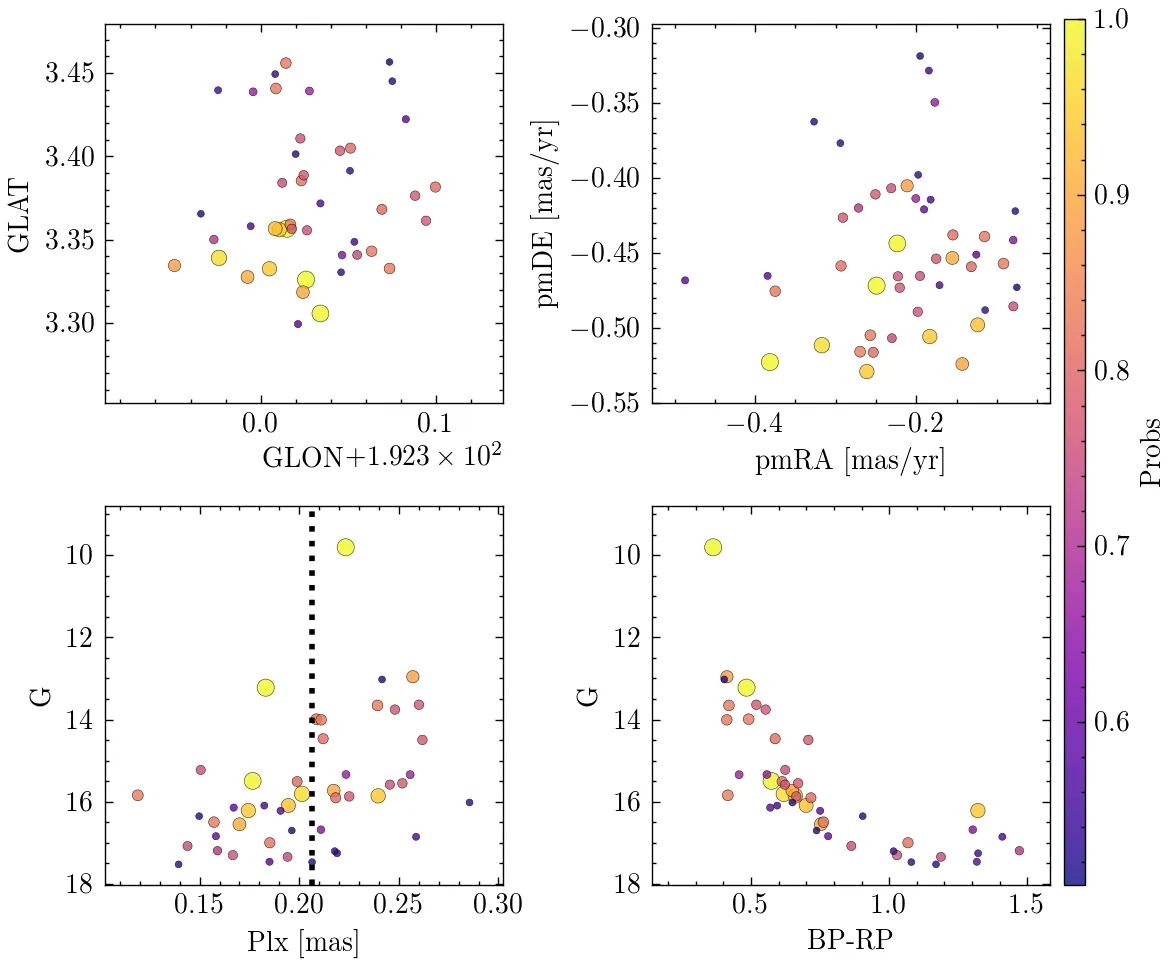 3.45
3.40
3.35
3.30
GLAT
0.0 0.1
GLON+1.923 × 10²
−0.30
−0.35
−0.40
−0.45
−0.50
−0.55
pmDE [mas/yr]
−0.4 −0.2
pmRA [mas/yr]
1.0
0.9
0.8
0.7
0.6
Probs
10
12
14
16
18
G
0.15 0.20 0.25 0.30
Plx [mas]
10
12
14
16
18
G
0.5 1.0 1.5
BP-RP